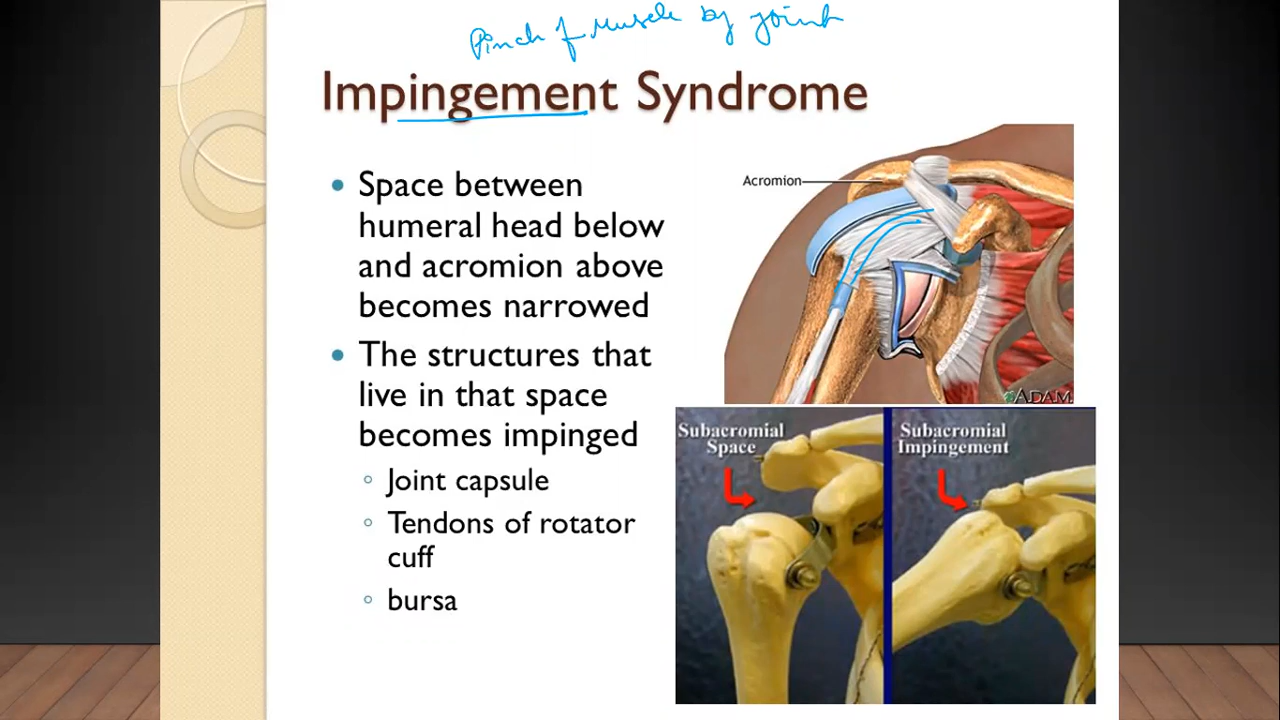 Pinch of Muscle by joint
Impingement Syndrome
Space between
humeral head below
and acromion above
becomes narrowed
The structures that
live in that space
becomes impinged
Joint capsule
Tendons of rotator
cuff
bursa
Acromion
ADAM
Subacromial
Space
Subacromial
Impingement